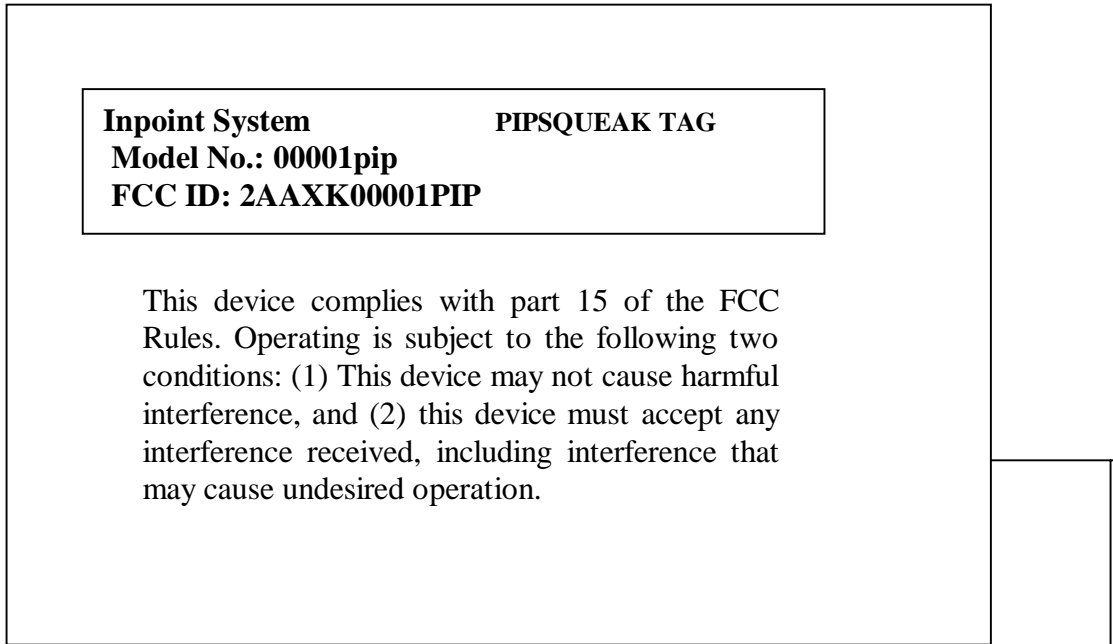 Inpoint System PIPSQUEAK TAG
Model No.: 00001pip
FCC ID: 2AAXK00001PIP
This device complies with part 15 of the FCC
Rules. Operating is subject to the following two
conditions: (1) This device may not cause harmful
interference, and (2) this device must accept any
interference received, including interference that
may cause undesired operation.